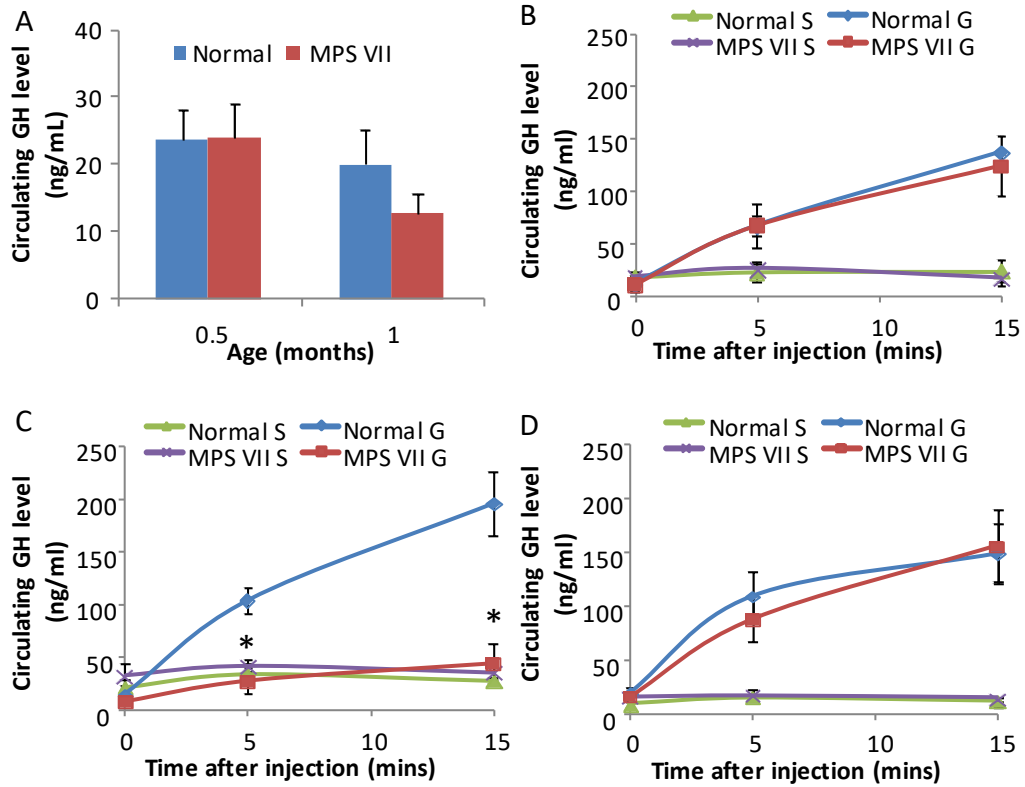 A
Circulating GH level
(ng/mL)
40
30
20
10
0
Normal
MPS VII
0.5
1
Age (months)
B
Normal S
Normal G
MPS VII S
MPS VII G
Circulating GH level
(ng/ml)
250
200
150
100
50
0
0
5
10
15
Time after injection (mins)
C
Normal S
Normal G
MPS VII S
MPS VII G
Circulating GH level
(ng/ml)
250
200
150
100
50
0
*
*
0
5
10
15
Time after injection (mins)
D
Normal S
Normal G
MPS VII S
MPS VII G
Circulating GH level
(ng/ml)
250
200
150
100
50
0
0
5
10
15
Time after injection (mins)